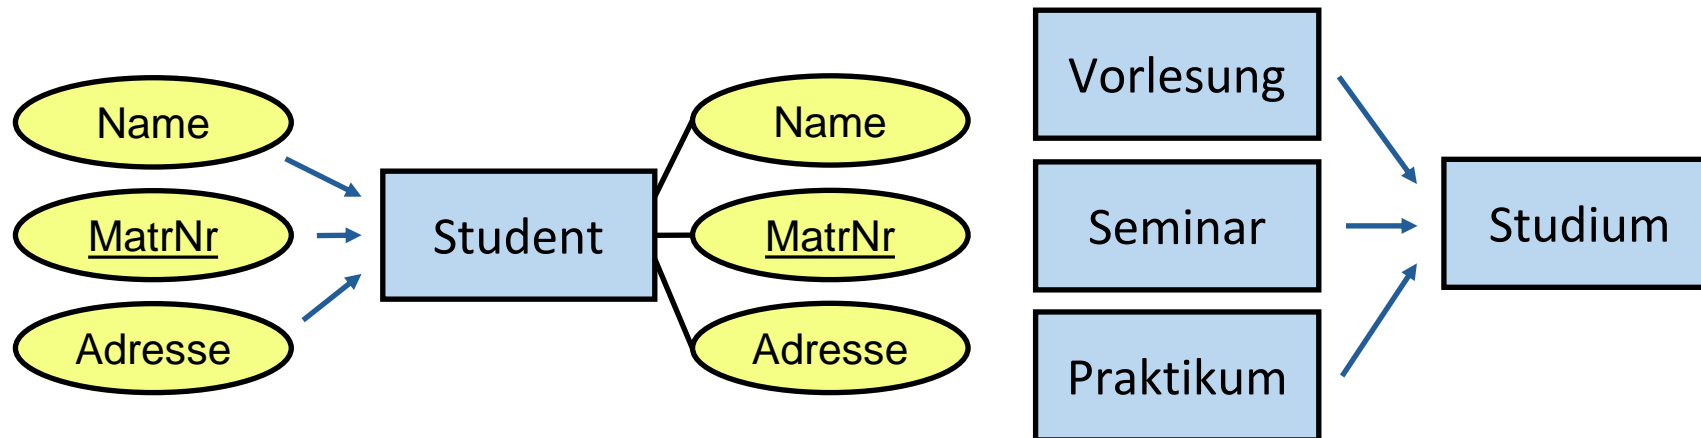 Name
MatrNr
Adresse
Student
Name
MatrNr
Adresse
Vorlesung
Seminar
Praktikum
Studium